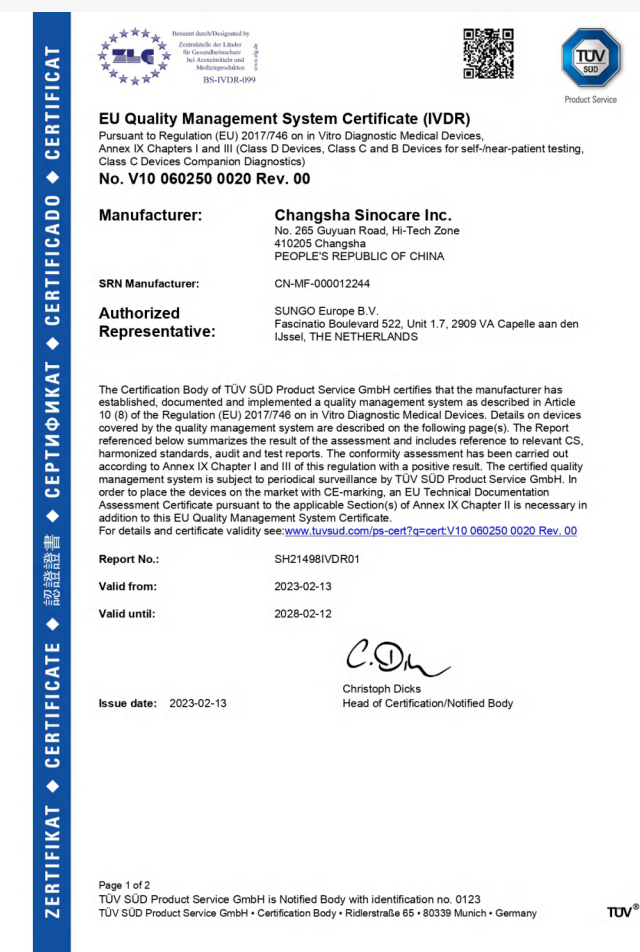 Benannt durch/Designated by
Zentralstelle der Länder
für Gesundheitsschutz
bei Arzneimitteln und
Medizinprodukten
BS-IVDR-099
ZLG
www.zlg.de
TÜV
SÜD
Product Service
EU Quality Management System Certificate (IVDR)
Pursuant to Regulation (EU) 2017/746 on in Vitro Diagnostic Medical Devices,
Annex IX Chapters I and III (Class D Devices, Class C and B Devices for self-/near-patient testing,
Class C Devices Companion Diagnostics)
No. V10 060250 0020 Rev. 00
Manufacturer: Changsha Sinocare Inc.
No. 265 Guyuan Road, Hi-Tech Zone
410205 Changsha
PEOPLE'S REPUBLIC OF CHINA
SRN Manufacturer: CN-MF-000012244
Authorized
Representative:
SUNGO Europe B.V.
Fascinatio Boulevard 522, Unit 1.7, 2909 VA Capelle aan den
IJssel, THE NETHERLANDS
The Certification Body of TÜV SÜD Product Service GmbH certifies that the manufacturer has
established, documented and implemented a quality management system as described in Article
10 (8) of the Regulation (EU) 2017/746 on in Vitro Diagnostic Medical Devices. Details on devices
covered by the quality management system are described on the following page(s). The Report
referenced below summarizes the result of the assessment and includes reference to relevant CS,
harmonized standards, audit and test reports. The conformity assessment has been carried out
according to Annex IX Chapter I and III of this regulation with a positive result. The certified quality
management system is subject to periodical surveillance by TÜV SÜD Product Service GmbH. In
order to place the devices on the market with CE-marking, an EU Technical Documentation
Assessment Certificate pursuant to the applicable Section(s) of Annex IX Chapter II is necessary in
addition to this EU Quality Management System Certificate.
For details and certificate validity see:www.tuvsud.com/ps-cert?q=cert:V10 060250 0020 Rev. 00
Report No.: SH21498IVDR01
Valid from: 2023-02-13
Valid until: 2028-02-12
C. Di
Christoph Dicks
Issue date: 2023-02-13 Head of Certification/Notified Body
Page 1 of 2
TÜV SÜD Product Service GmbH is Notified Body with identification no. 0123
TÜV SÜD Product Service GmbH • Certification Body • Ridlerstraße 65 • 80339 Munich • Germany
TÜV®
ZERTIFIKAT ◆ CERTIFICATE ◆ 認證證書 ◆ СЕРТИФИКАТ ◆ CERTIFICADO ◆ CERTIFICAT